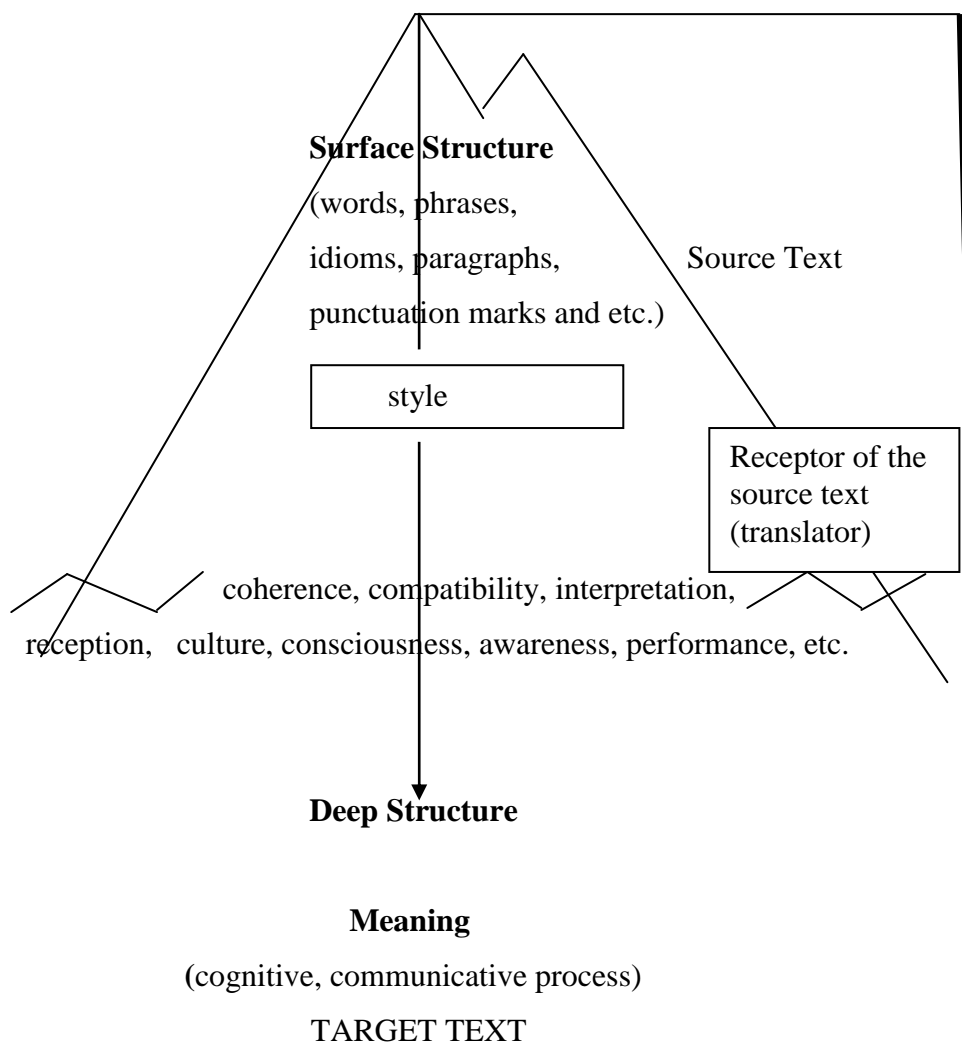 Surface Structure
(words, phrases,
idioms, paragraphs,
Source Text
punctuation marks and etc.)
style
Receptor of the
source text
(translator)
coherence, compatibility, interpretation,
reception, culture, consciousness, awareness, performance, etc.
Deep Structure
Meaning
(cognitive, communicative process)
TARGET TEXT